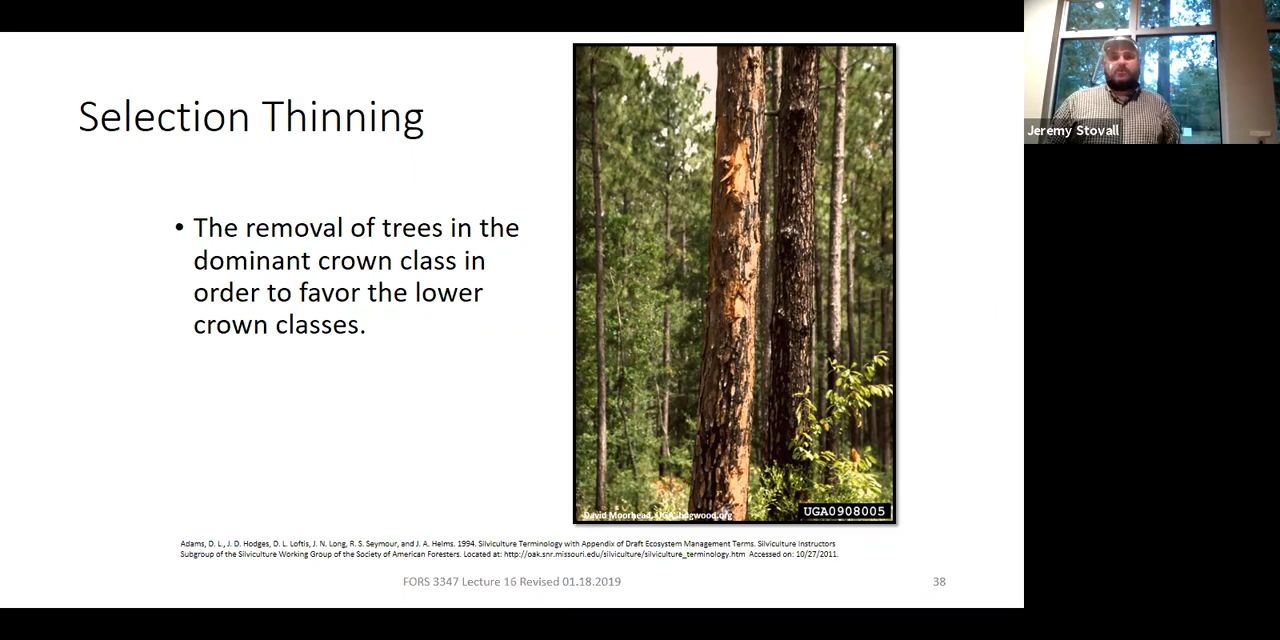 Selection Thinning
• The removal of trees in the
dominant crown class in
order to favor the lower
crown classes.
David Moorhead, UGA, bugwood.org
UGA0908005
Adams, D. L., J. D. Hodges, D. L. Loftis, J. N. Long, R. S. Seymour, and J. A. Helms. 1994. Silviculture Terminology with Appendix of Draft Ecosystem Management Terms. Silviculture Instructors
Subgroup of the Silviculture Working Group of the Society of American Foresters. Located at: http://oak.snr.missouri.edu/silviculture/silviculture_terminology.htm Accessed on: 10/27/2011.
FORS 3347 Lecture 16 Revised 01.18.2019
38
Jeremy Stovall